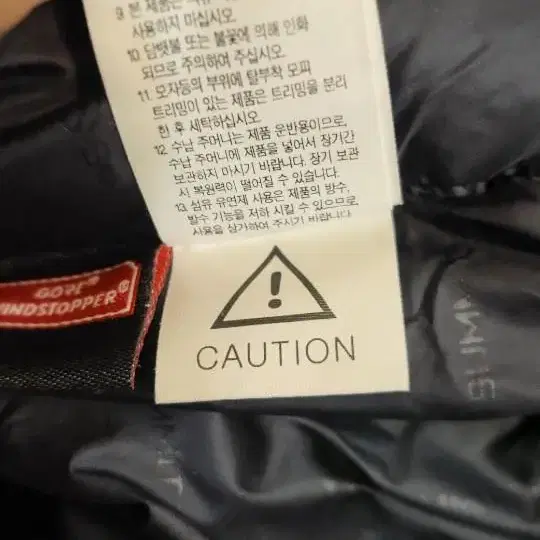 9 본 제품은
사용하지 마십시오
10. 담뱃불 또는 불꽃에 의해 인화
되므로 주의하여 주십시오
11. 모자등의 부위에 탈부착 모피
트리밍이 있는 제품은 트리밍을 분리
한 후 세탁하십시오
12. 수납 주머니는 제품 운반용이므로,
수납 주머니에 제품을 넣어서 장기간
보관하지 마시기 바랍니다. 장기 보관
시 복원력이 떨어질 수 있습니다.
13. 섬유 유연제 사용은 제품의 방수,
발수 기능을 저하 시킬 수 있으므로
사용을 삼가하여 주시기 바랍니다
GORE®
WINDSTOPPER®
!
CAUTION
SUMM